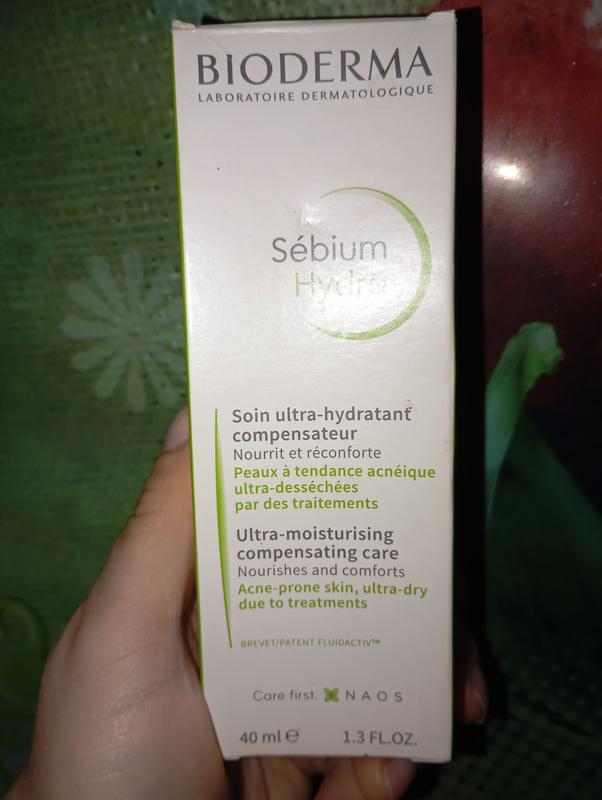 BIODERMA
LABORATOIRE DERMATOLOGIQUE
Sébium
Hydra
Soin ultra-hydratant
compensateur
Nourrit et réconforte
Peaux à tendance acnéique
ultra-desséchées
par des traitements
Ultra-moisturising
compensating care
Nourishes and comforts
Acne-prone skin, ultra-dry
due to treatments
BREVET/PATENT FLUIDACTIV™
Care first. NAOS
40 ml ℮ 1.3 FL.OZ.